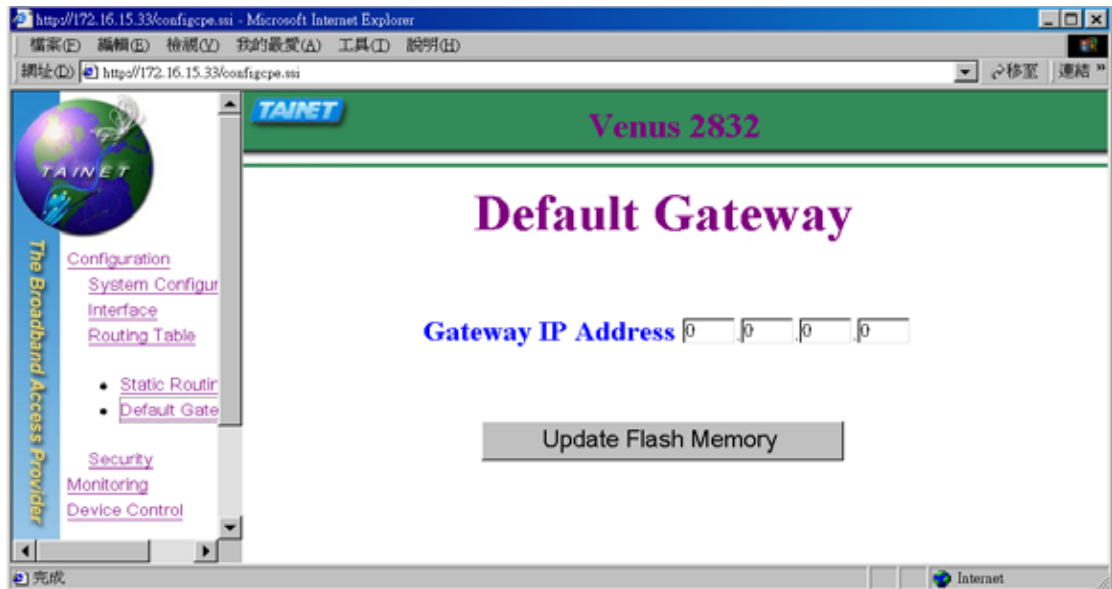 http://172.16.15.33/configcpe.ssi - Microsoft Internet Explorer
檔案(F) 編輯(E) 檢視(V) 我的最愛(A) 工具(T) 說明(H)
網址(D) http://172.16.15.33/configcpe.ssi 移至 連結 »
TAINET
Venus 2832
TAINET
The Broadband Access Provider
Configuration
System Configur
Interface
Routing Table
Static Routin
Default Gate
Security
Monitoring
Device Control
Default Gateway
Gateway IP Address 0 .0 .0 .0
Update Flash Memory
完成 Internet